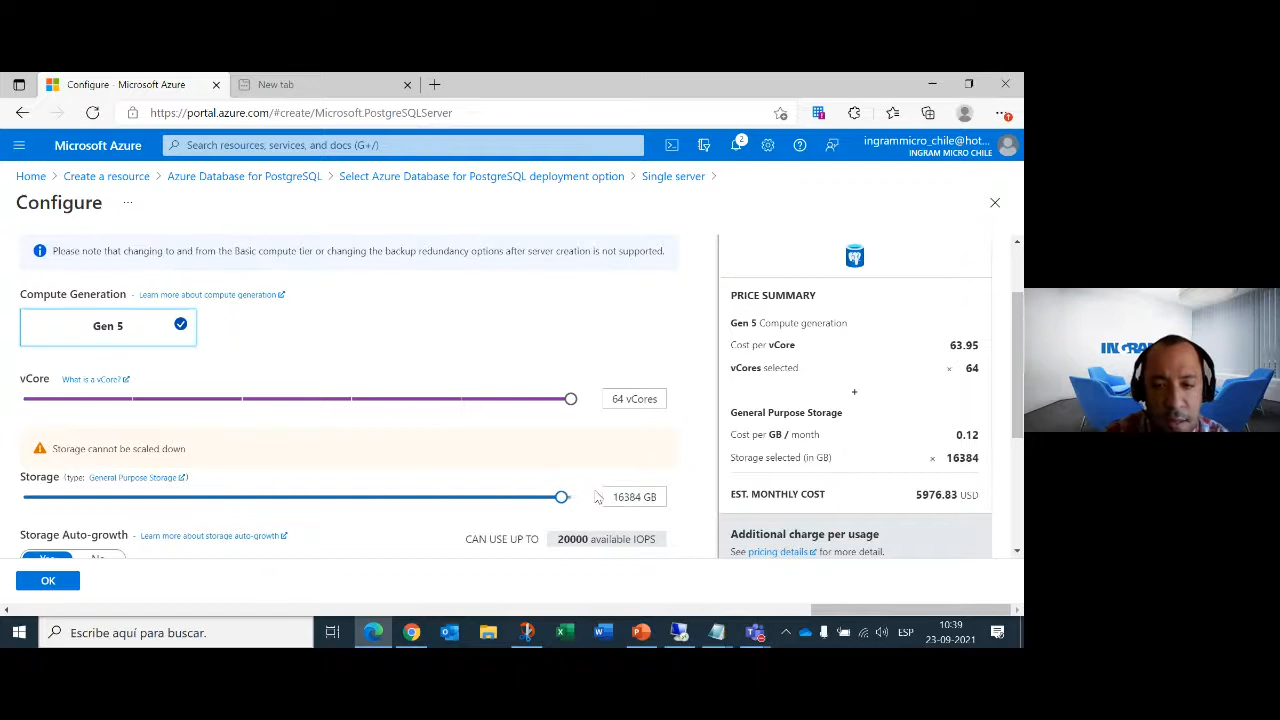 Configure - Microsoft Azure
New tab
https://portal.azure.com/#create/Microsoft.PostgreSQLServer
Microsoft Azure
Search resources, services, and docs (G+/)
2
ingrammicro_chile@hot...
INGRAM MICRO CHILE
Home > Create a resource > Azure Database for PostgreSQL > Select Azure Database for PostgreSQL deployment option > Single server >
Configure ...
Please note that changing to and from the Basic compute tier or changing the backup redundancy options after server creation is not supported.
Compute Generation - Learn more about compute generation
Gen 5
vCore What is a vCore?
64 vCores
Storage cannot be scaled down
Storage (type: General Purpose Storage)
16384 GB
Storage Auto-growth - Learn more about storage auto-growth
CAN USE UP TO 20000 available IOPS
Yes No
OK
PRICE SUMMARY
Gen 5 Compute generation
Cost per vCore 63.95
vCores selected × 64
+
General Purpose Storage
Cost per GB / month 0.12
Storage selected (in GB) × 16384
EST. MONTHLY COST 5976.83 USD
Additional charge per usage
See pricing details for more detail.
Escribe aquí para buscar.
ESP
10:39
23-09-2021